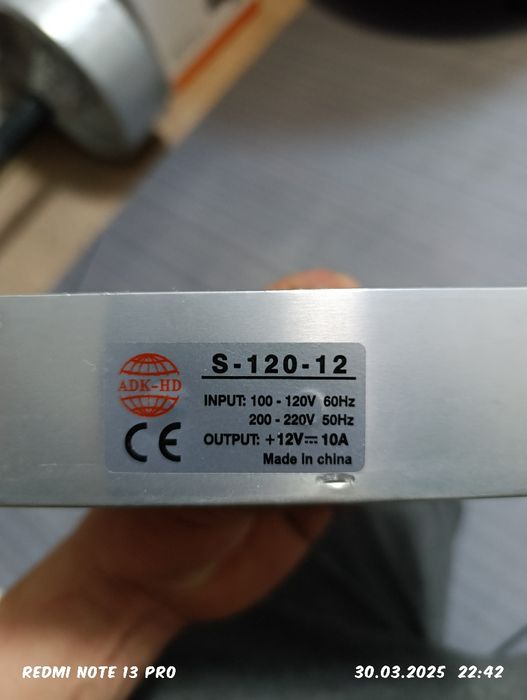 S-120-12
ADK-HD
INPUT: 100 - 120V 60Hz
200 - 220V 50Hz
CE
OUTPUT: +12V⎓ 10A
Made in china
REDMI NOTE 13 PRO
30.03.2025 22:42